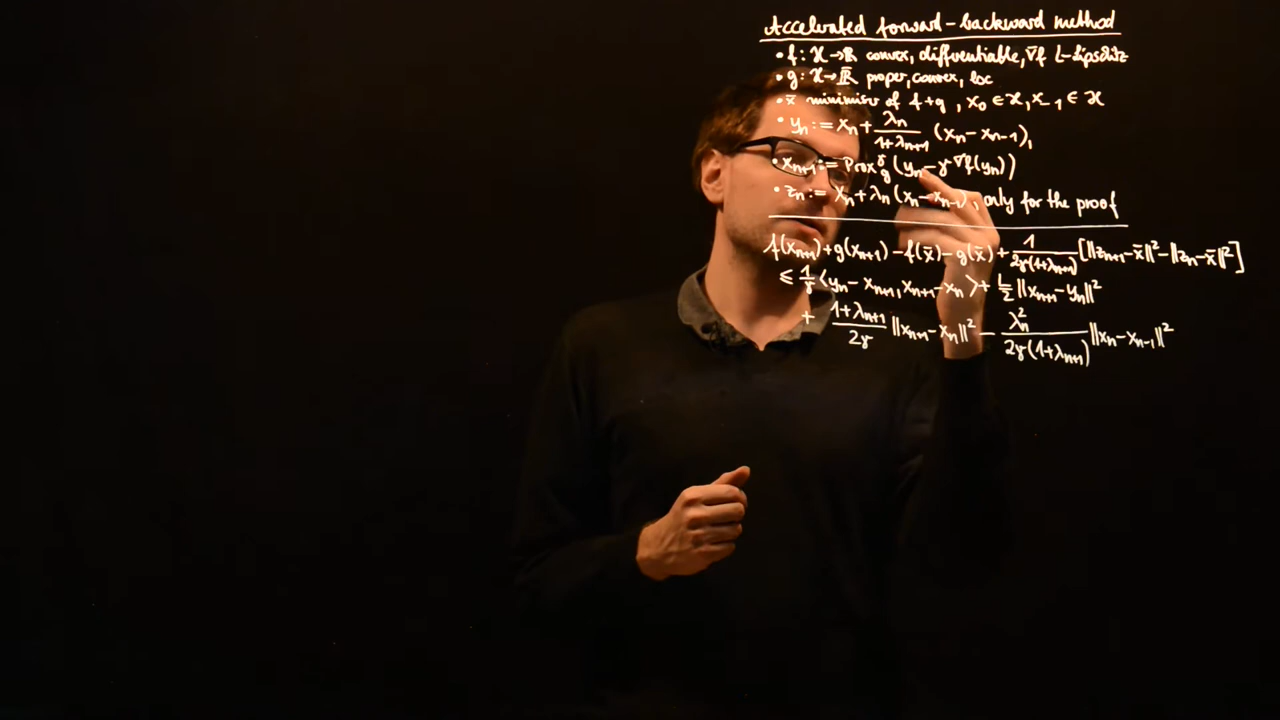 Accelerated forward-backward method
• f: ℋ→ℝ convex, differentiable, ∇f L-Lipschitz
• g: ℋ→ℝ̄ proper, convex, lsc
• x̄ minimiser of f+g, x₀ ∈ ℋ, x₋₁ ∈ ℋ
• yₙ := xₙ + λₙ/(1+λₙ₊₁) (xₙ − xₙ₋₁),
• xₙ₊₁ := Prox_g^γ (yₙ − γ∇f(yₙ))
• zₙ := xₙ + λₙ(xₙ − xₙ₋₁), only for the proof
f(xₙ₊₁) + g(xₙ₊₁) − f(x̄) − g(x̄) + 1/(2γ(1+λₙ₊₁)) [‖zₙ₊₁ − x̄‖² − ‖zₙ − x̄‖²]
≤ 1/γ ⟨yₙ − xₙ₊₁, xₙ₊₁ − xₙ⟩ + L/2 ‖xₙ₊₁ − yₙ‖²
+ (1+λₙ₊₁)/(2γ) ‖xₙ₊₁ − xₙ‖² − λₙ²/(2γ(1+λₙ₊₁)) ‖xₙ − xₙ₋₁‖²